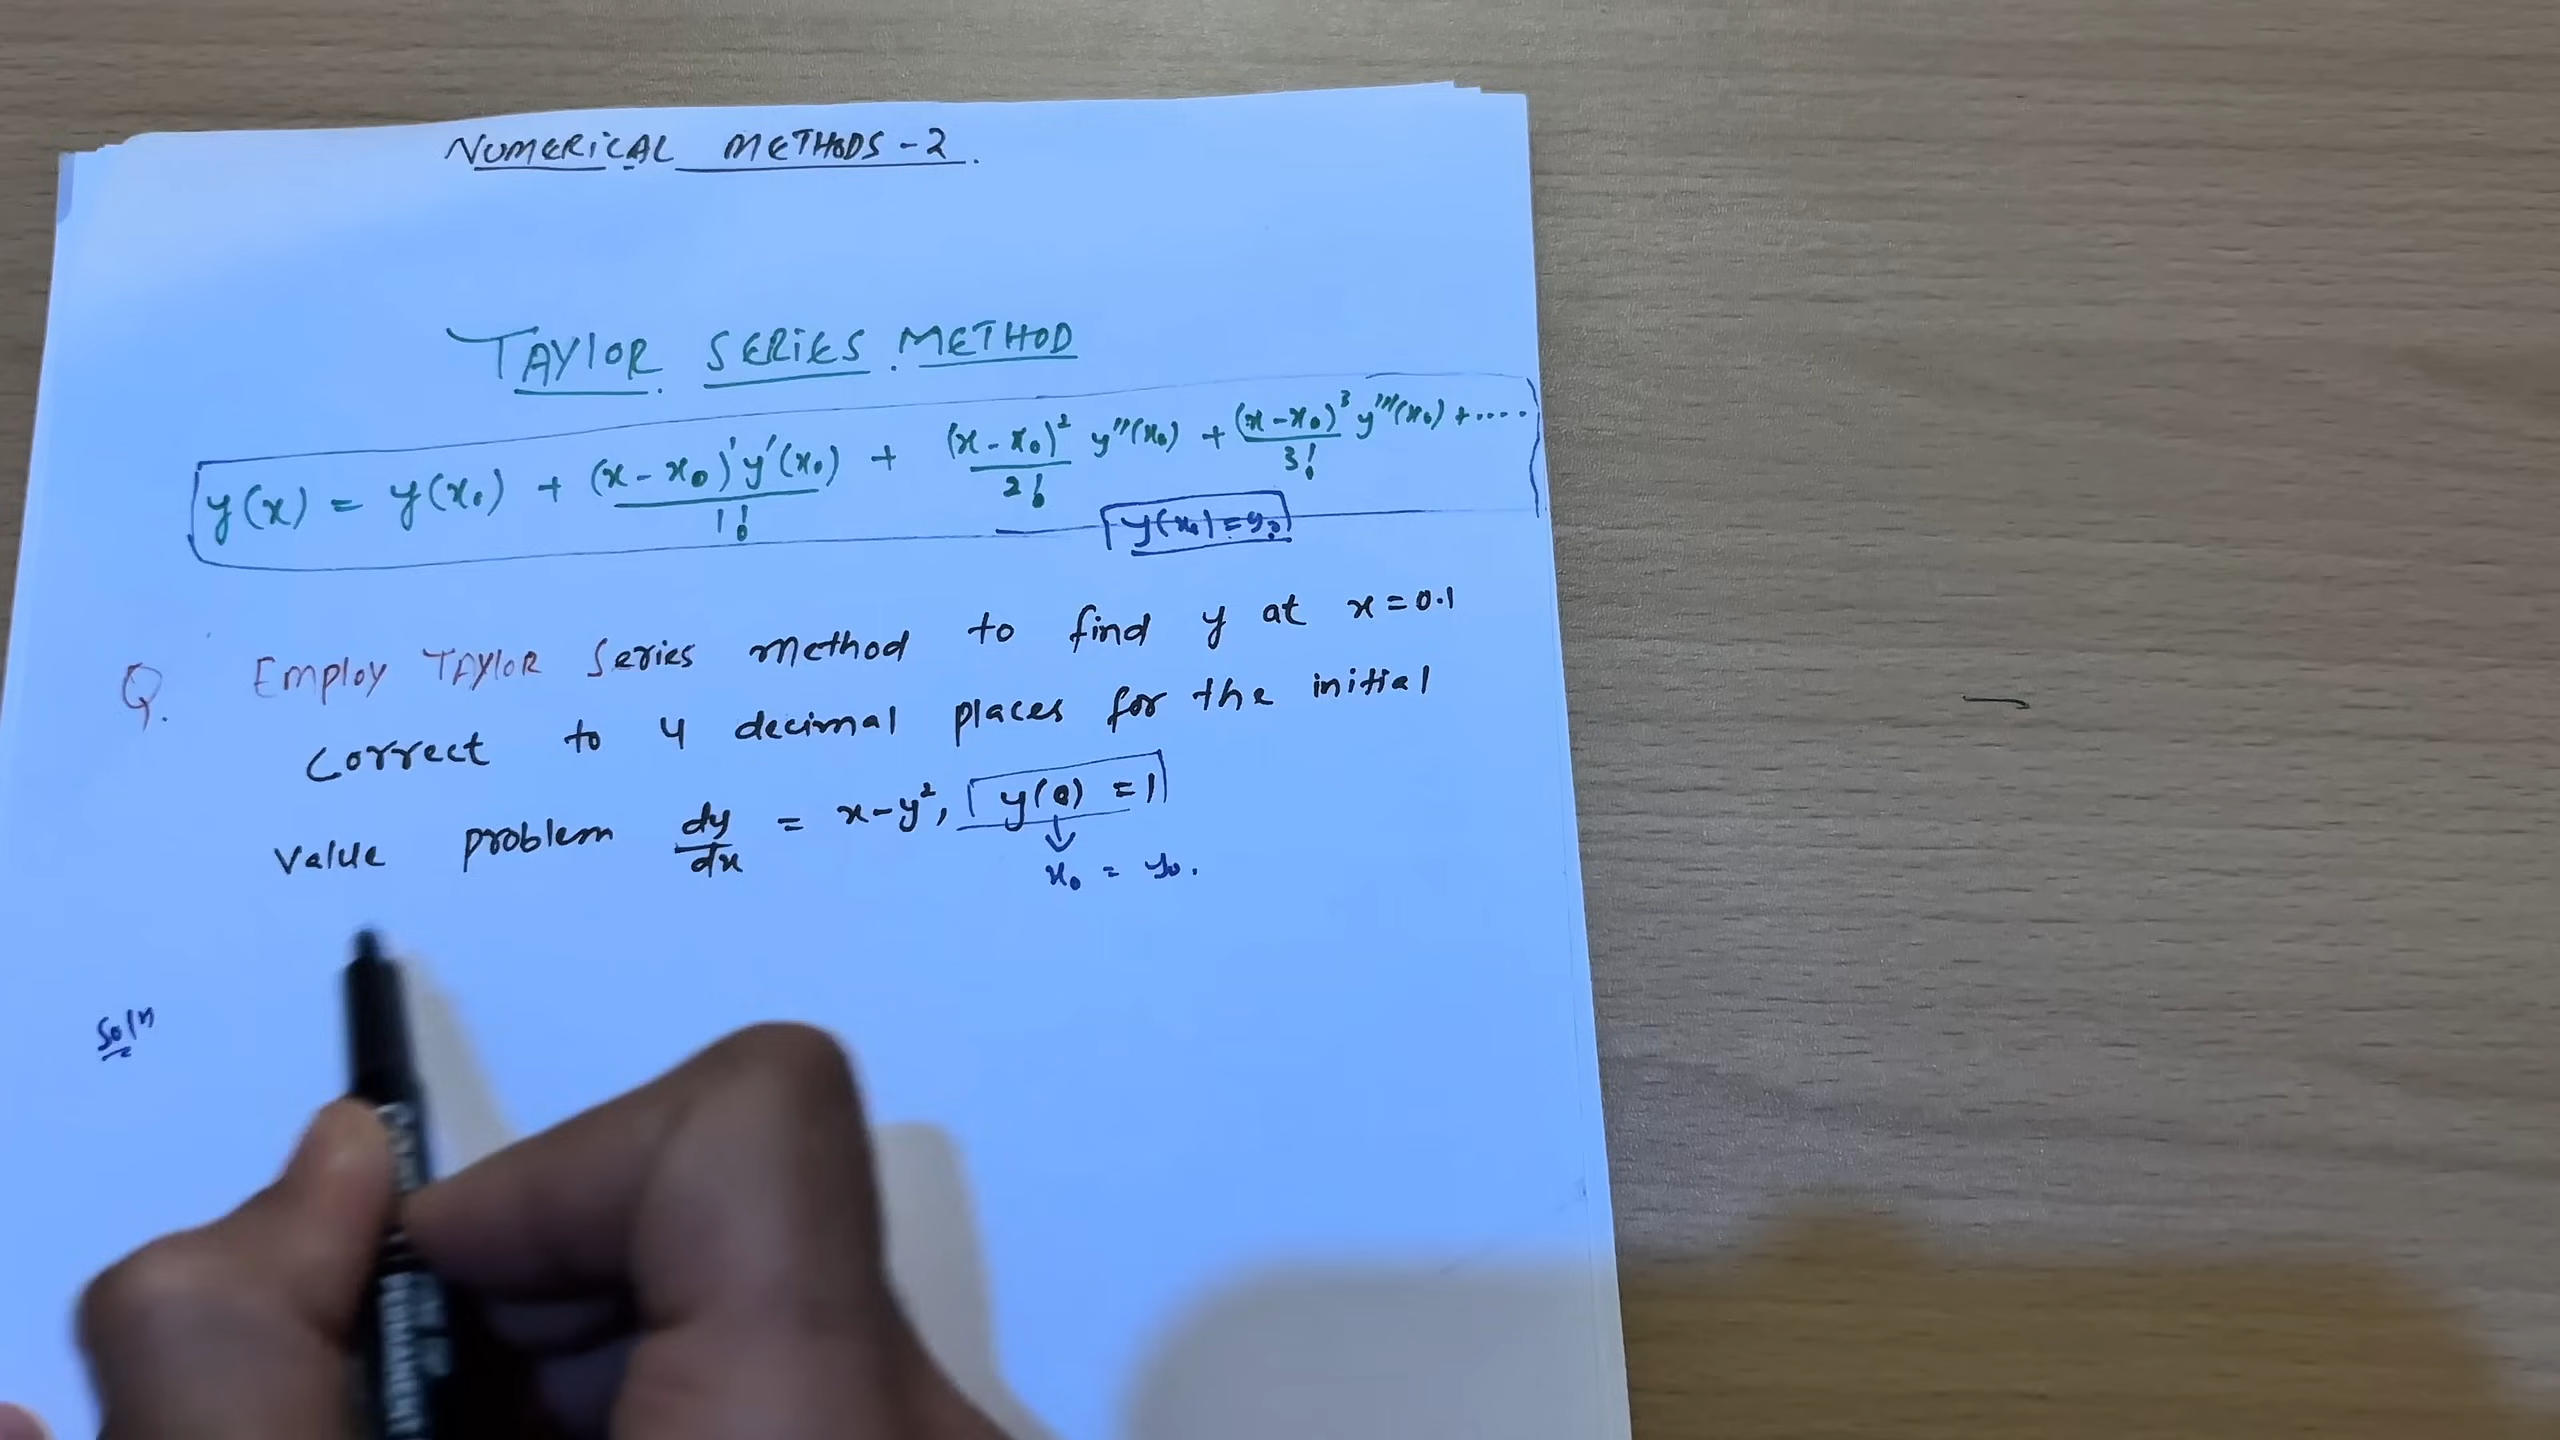 NUMERICAL METHODS-2.
TAYLOR SERIES METHOD
y(x) = y(x₀) + (x-x₀)'y'(x₀)/1! + (x-x₀)²/2! y''(x₀) + (x-x₀)³/3! y'''(x₀) + ....
y(x₀)=y₀
Q. Employ TAYLOR Series method to find y at x=0.1
correct to 4 decimal places for the initial
value problem dy/dx = x-y², y(0) = 1
↓
x₀ = y₀.
Soln
PERMANENT